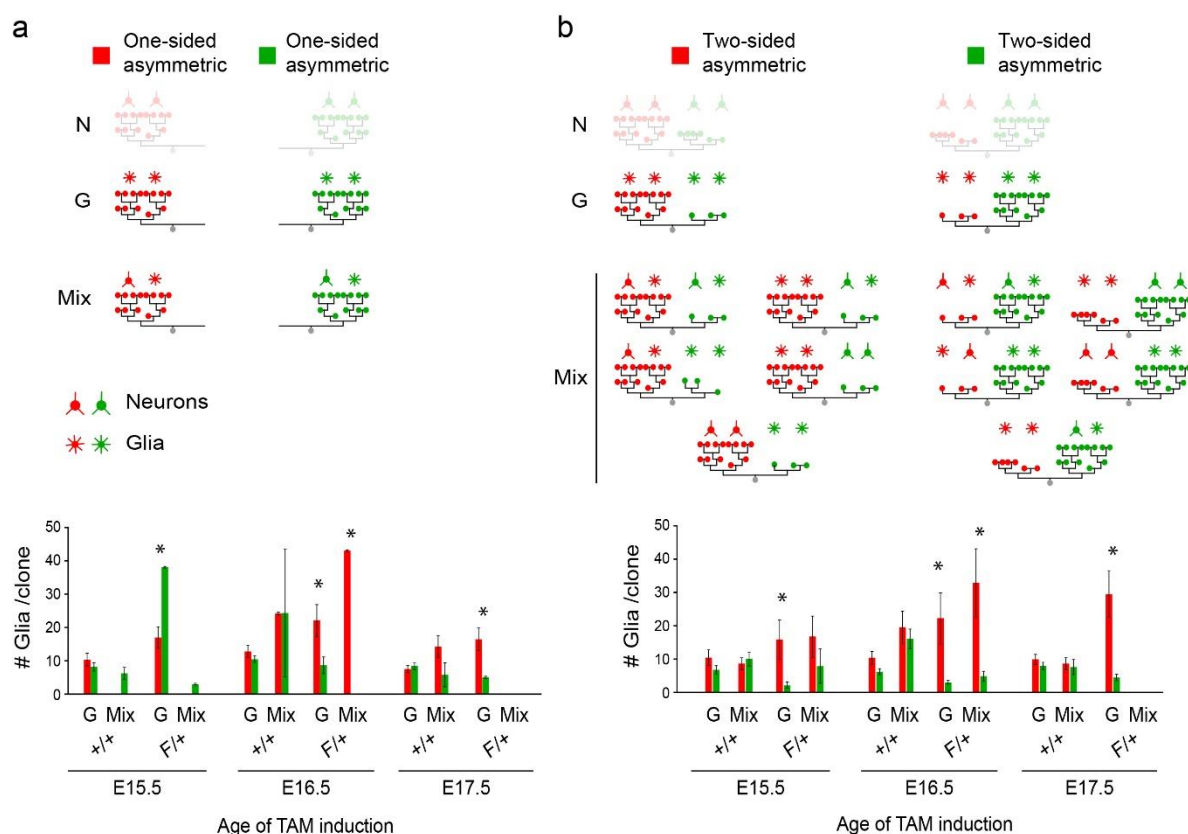 a
One-sided
asymmetric
One-sided
asymmetric
N
G
Mix
Neurons
Glia
# Glia /clone
50
40
30
20
10
0
G Mix G Mix G Mix G Mix G Mix G Mix
+/+ F/+ +/+ F/+ +/+ F/+
E15.5 E16.5 E17.5
Age of TAM induction
* * * *
b
Two-sided
asymmetric
Two-sided
asymmetric
N
G
Mix
# Glia /clone
50
40
30
20
10
0
* * * *
G Mix G Mix G Mix G Mix G Mix G Mix
+/+ F/+ +/+ F/+ +/+ F/+
E15.5 E16.5 E17.5
Age of TAM induction